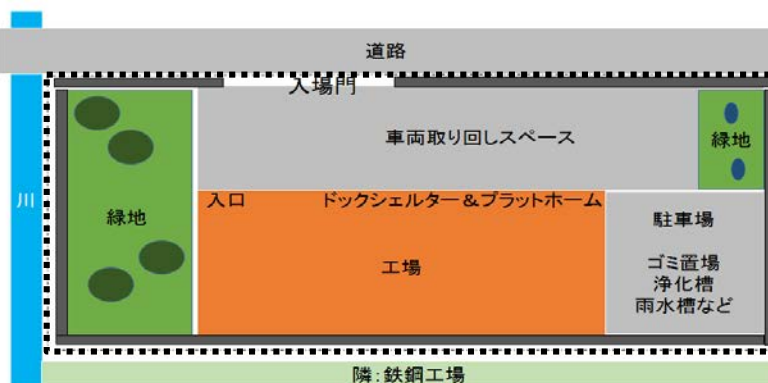 道路
入場門
車両取り回しスペース
緑地
川
緑地
入口
ドックシェルター＆プラットホーム
工場
駐車場
ゴミ置場
浄化槽
雨水槽など
隣：鉄鋼工場